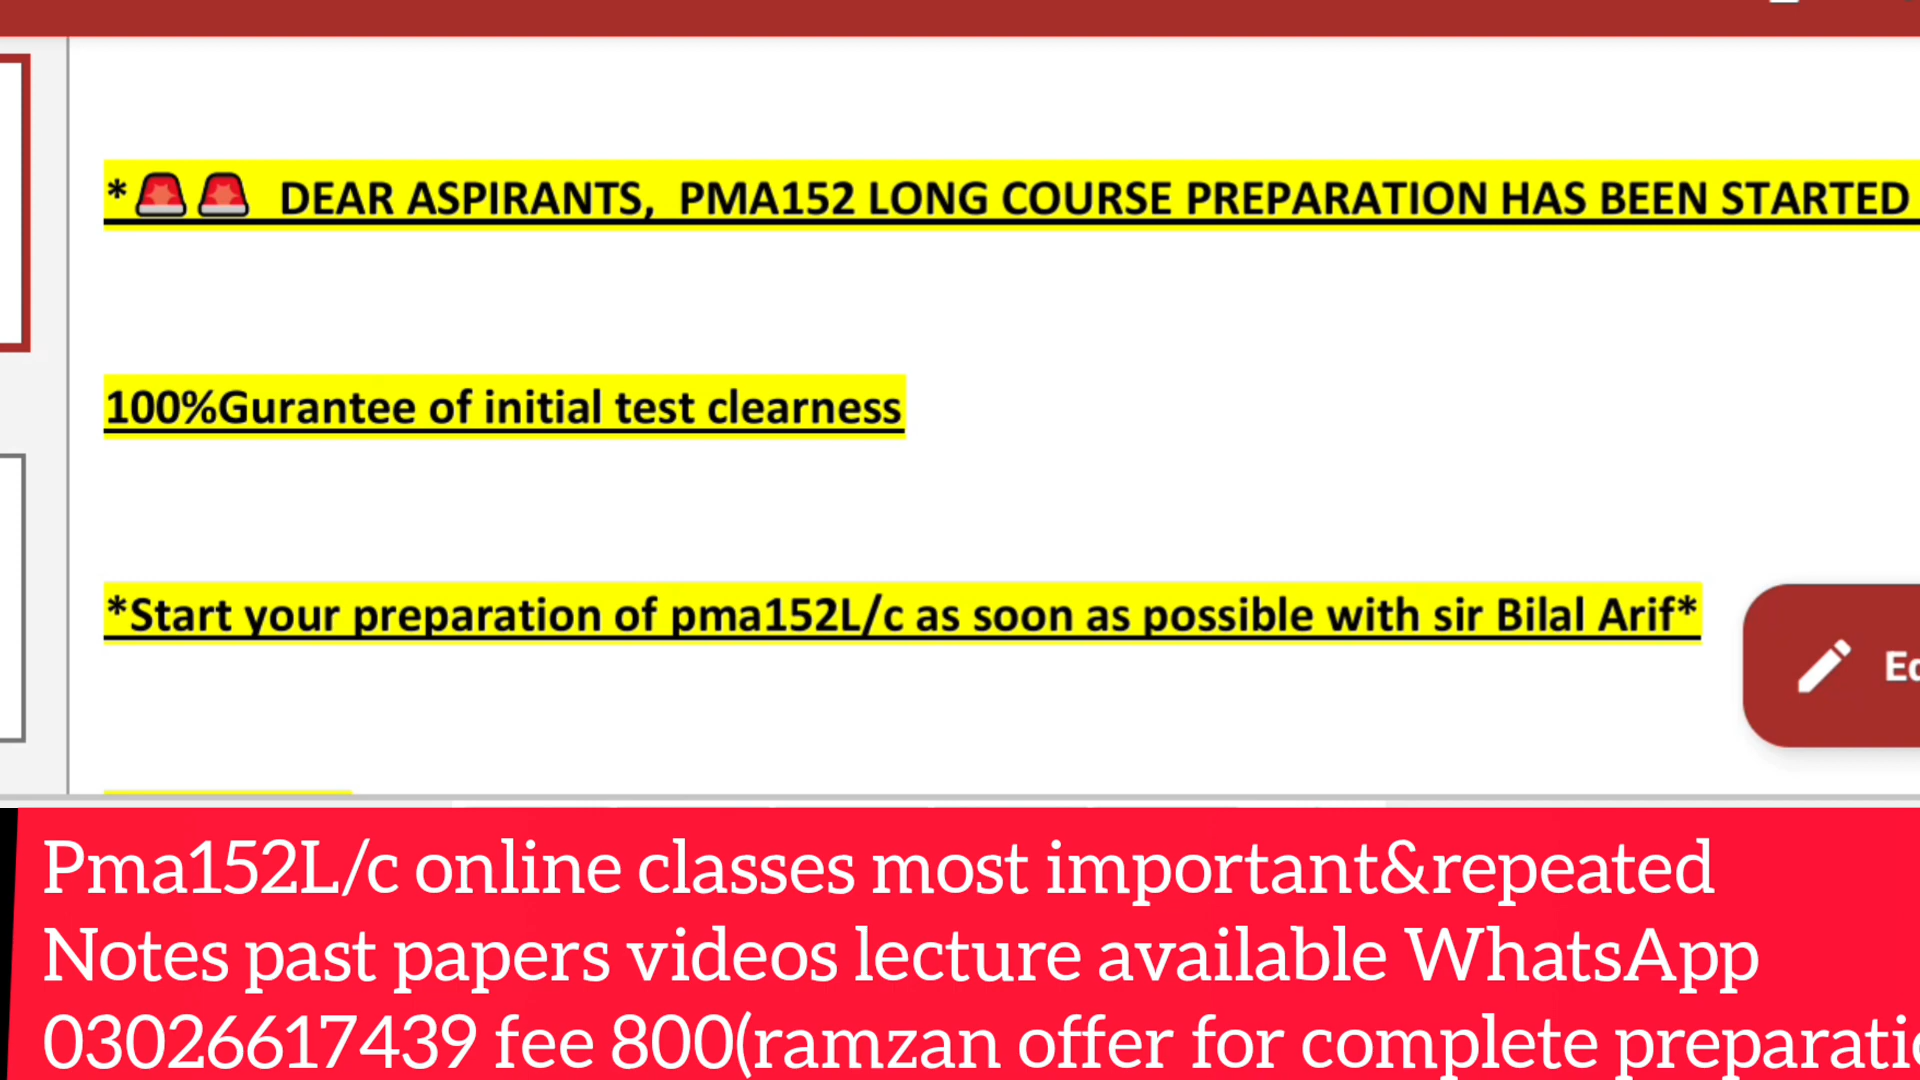 *🚨🚨 DEAR ASPIRANTS, PMA152 LONG COURSE PREPARATION HAS BEEN STARTED
100%Gurantee of initial test clearness
*Start your preparation of pma152L/c as soon as possible with sir Bilal Arif*
Pma152L/c online classes most important&repeated
Notes past papers videos lecture available WhatsApp
03026617439 fee 800(ramzan offer for complete